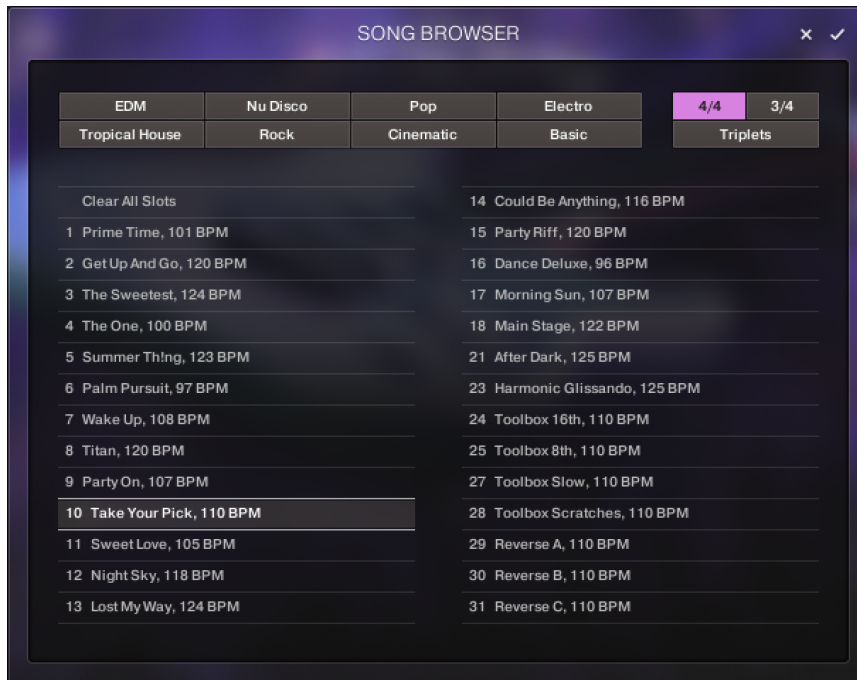 SONG BROWSER
EDM Nu Disco Pop Electro 4/4 3/4
Tropical House Rock Cinematic Basic Triplets
Clear All Slots
1 Prime Time, 101 BPM
2 Get Up And Go, 120 BPM
3 The Sweetest, 124 BPM
4 The One, 100 BPM
5 Summer Th!ng, 123 BPM
6 Palm Pursuit, 97 BPM
7 Wake Up, 108 BPM
8 Titan, 120 BPM
9 Party On, 107 BPM
10 Take Your Pick, 110 BPM
11 Sweet Love, 105 BPM
12 Night Sky, 118 BPM
13 Lost My Way, 124 BPM
14 Could Be Anything, 116 BPM
15 Party Riff, 120 BPM
16 Dance Deluxe, 96 BPM
17 Morning Sun, 107 BPM
18 Main Stage, 122 BPM
21 After Dark, 125 BPM
23 Harmonic Glissando, 125 BPM
24 Toolbox 16th, 110 BPM
25 Toolbox 8th, 110 BPM
27 Toolbox Slow, 110 BPM
28 Toolbox Scratches, 110 BPM
29 Reverse A, 110 BPM
30 Reverse B, 110 BPM
31 Reverse C, 110 BPM